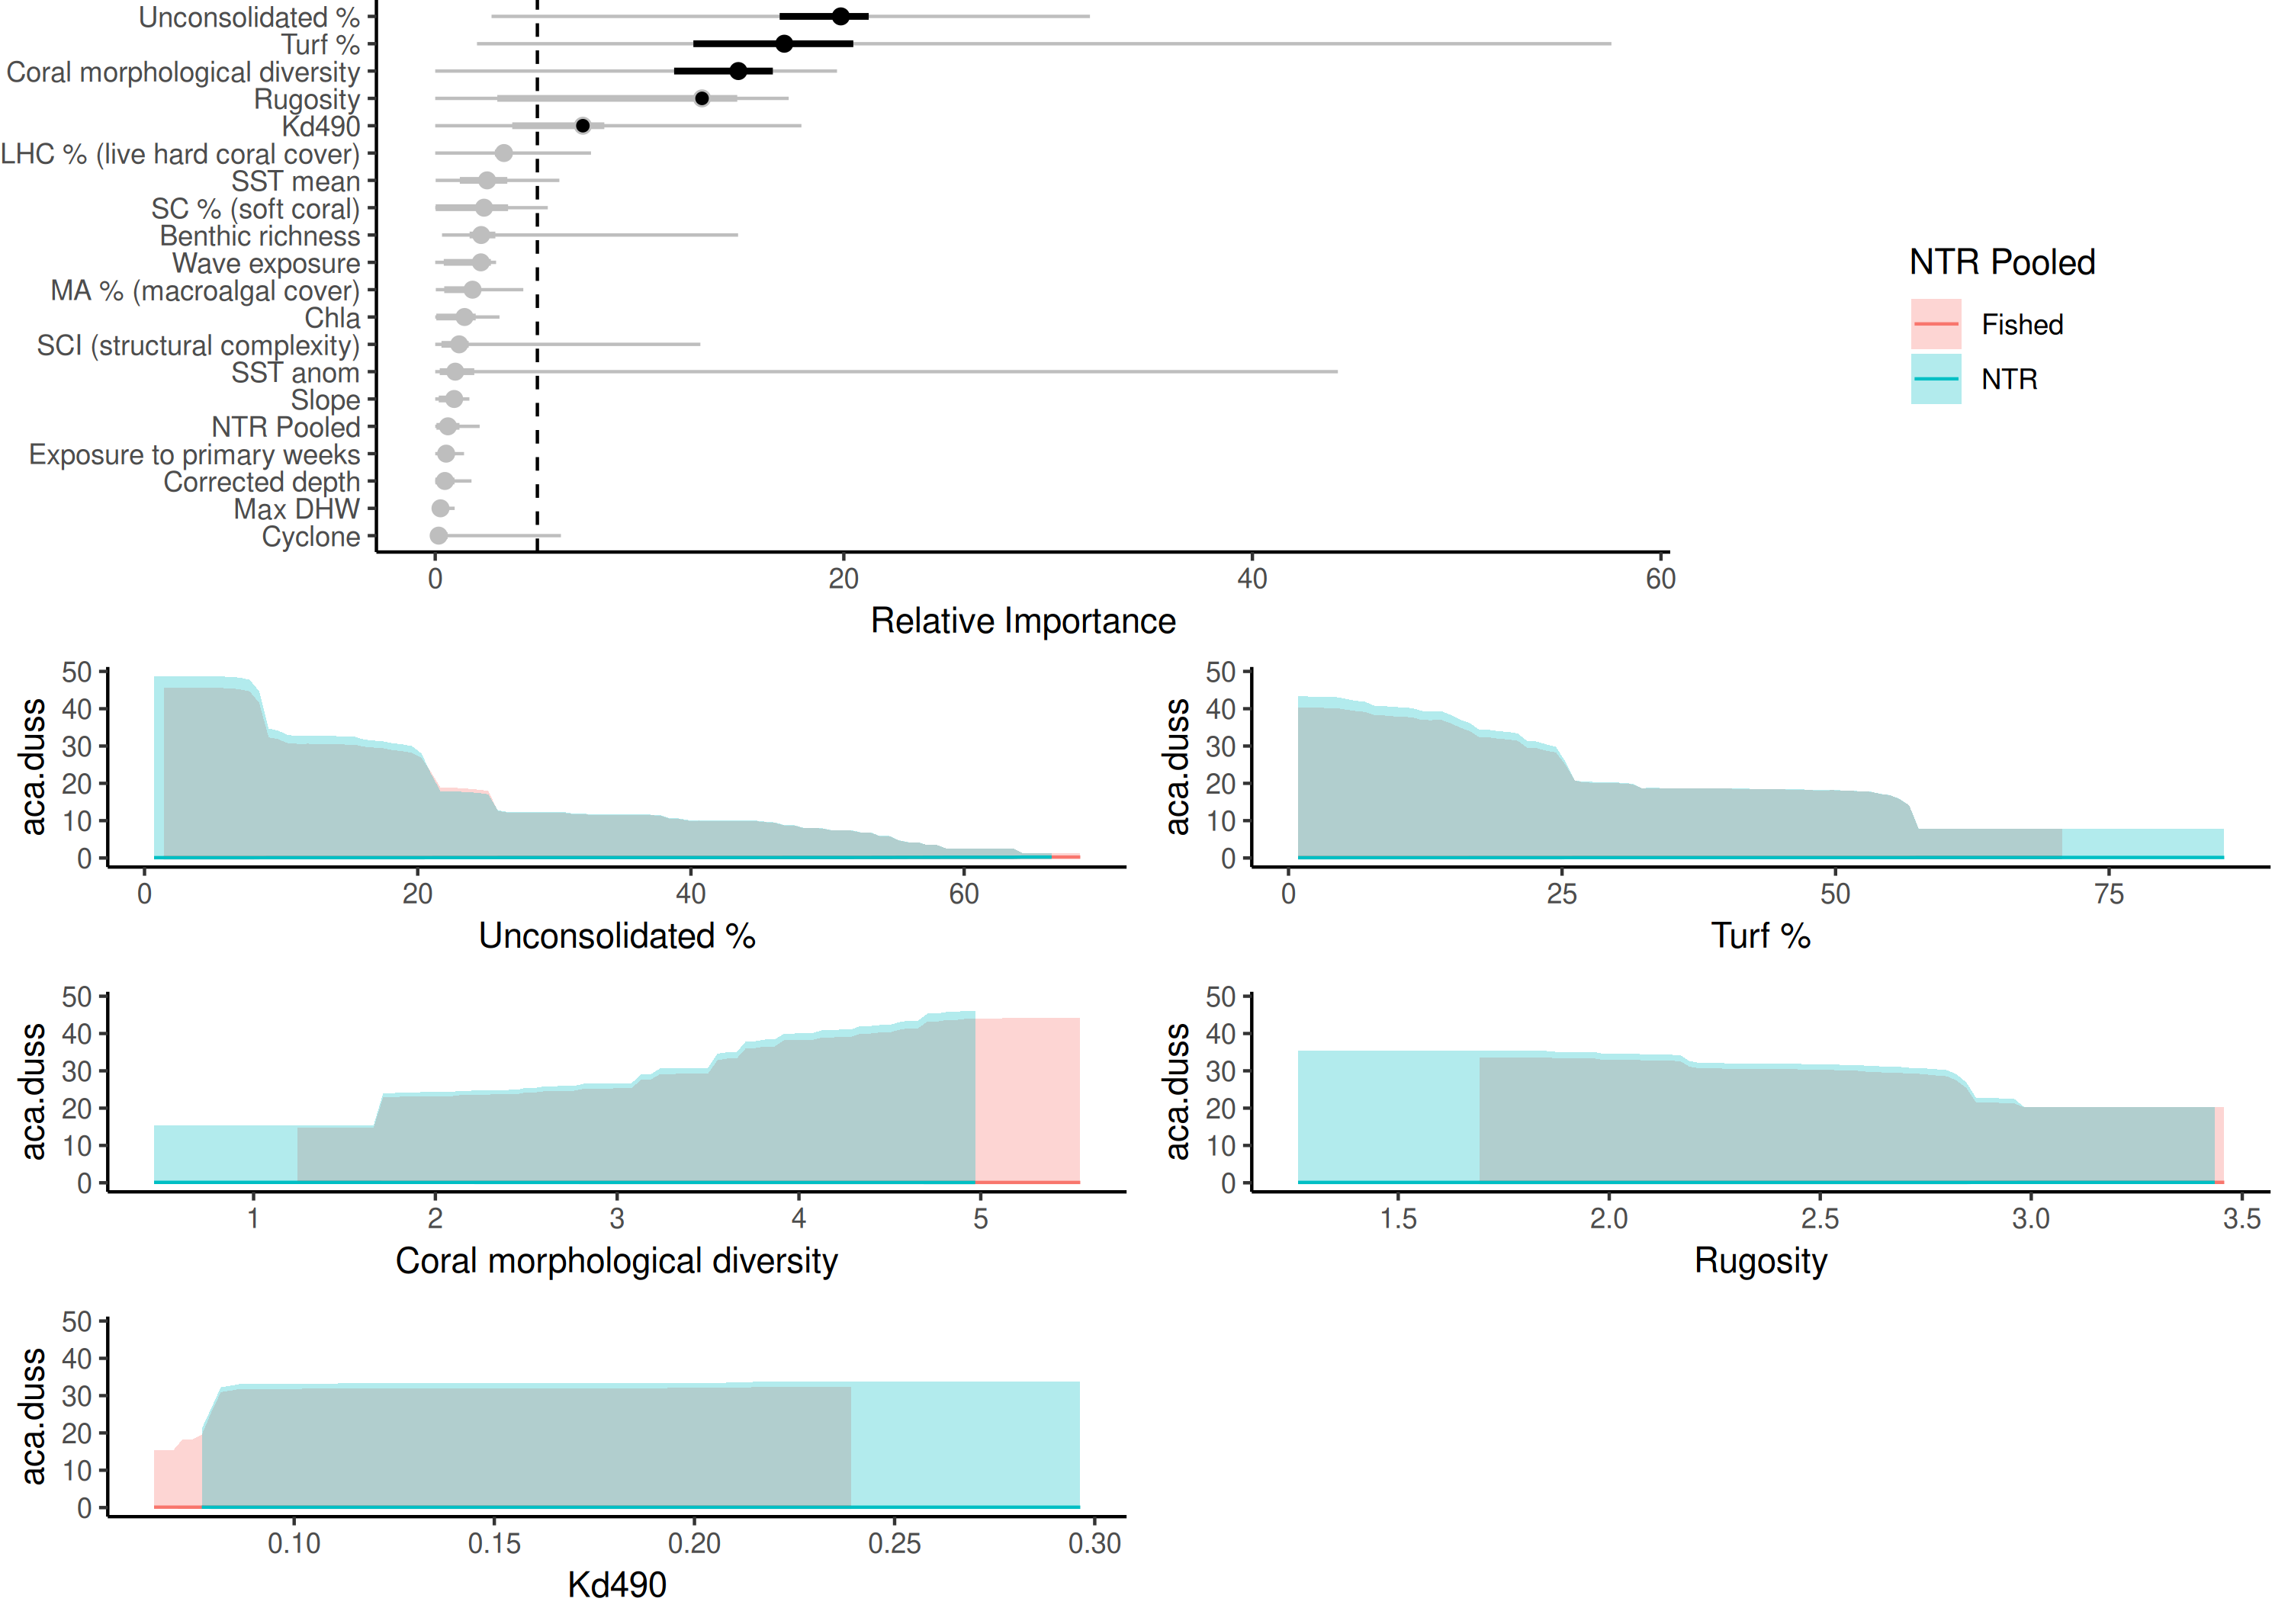 Unconsolidated %
Turf %
Coral morphological diversity
Rugosity
Kd490
LHC % (live hard coral cover)
SST mean
SC % (soft coral)
Benthic richness
Wave exposure
MA % (macroalgal cover)
Chla
SCI (structural complexity)
SST anom
Slope
NTR Pooled
Exposure to primary weeks
Corrected depth
Max DHW
Cyclone
0 20 40 60
Relative Importance
NTR Pooled
Fished
NTR
50
40
30
20
10
0
aca.duss
0 20 40 60
Unconsolidated %
50
40
30
20
10
0
aca.duss
0 25 50 75
Turf %
50
40
30
20
10
0
aca.duss
1 2 3 4 5
Coral morphological diversity
50
40
30
20
10
0
aca.duss
1.5 2.0 2.5 3.0 3.5
Rugosity
50
40
30
20
10
0
aca.duss
0.10 0.15 0.20 0.25 0.30
Kd490